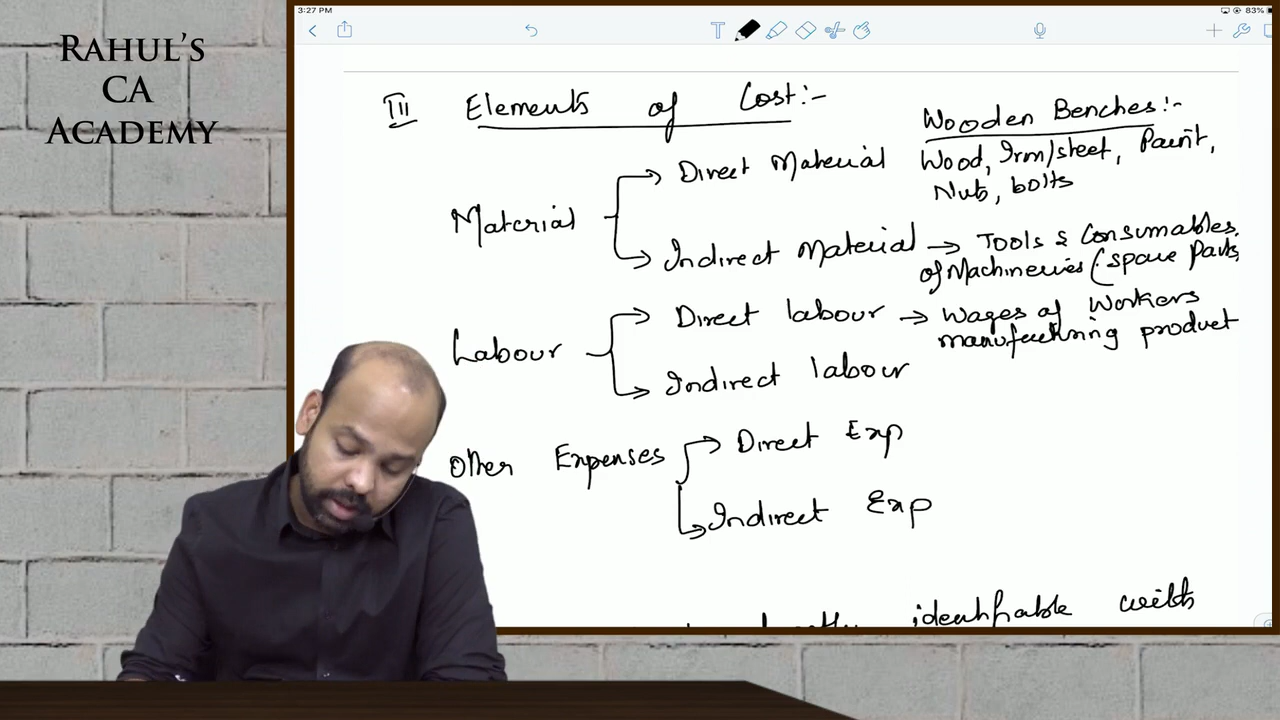 RAHUL'S
CA
ACADEMY
3:27 PM
83%
T
III Elements of Cost:-
Wooden Benches:-
Material
Direct Material
Wood, Iron/steel, Paint,
Nuts, bolts
Indirect Material → Tools & Consumables
of Machineries (spare Parts,
Labour
Direct labour → Wages of Workers
manufacturing product
Indirect labour
Other Expenses
Direct Exp
Indirect Exp
identifiable with